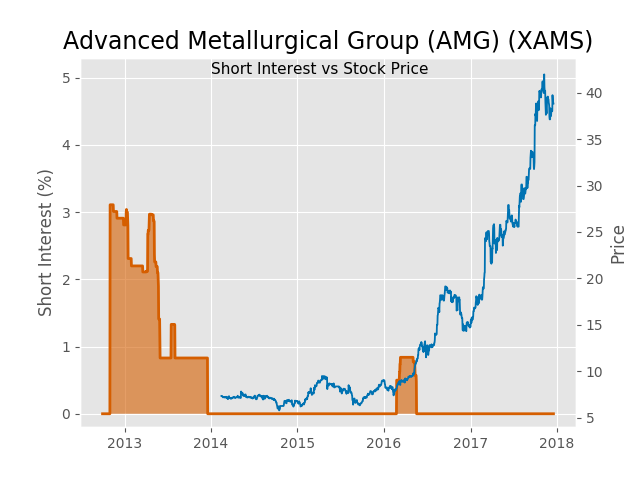 Advanced Metallurgical Group (AMG) (XAMS)
Short Interest vs Stock Price
Short Interest (%)
5
4
3
2
1
0
40
35
30
25
20
15
10
5
Price
2013 2014 2015 2016 2017 2018